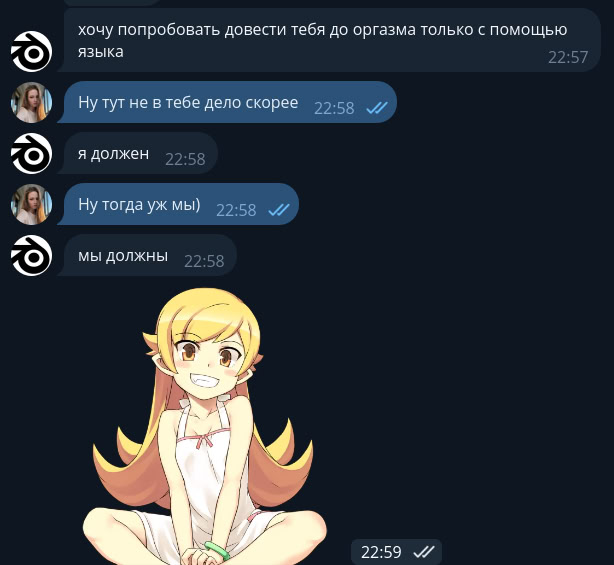 хочу попробовать довести тебя до оргазма только с помощью
языка
22:57
Ну тут не в тебе дело скорее 22:58
я должен 22:58
Ну тогда уж мы) 22:58
мы должны 22:58
22:59